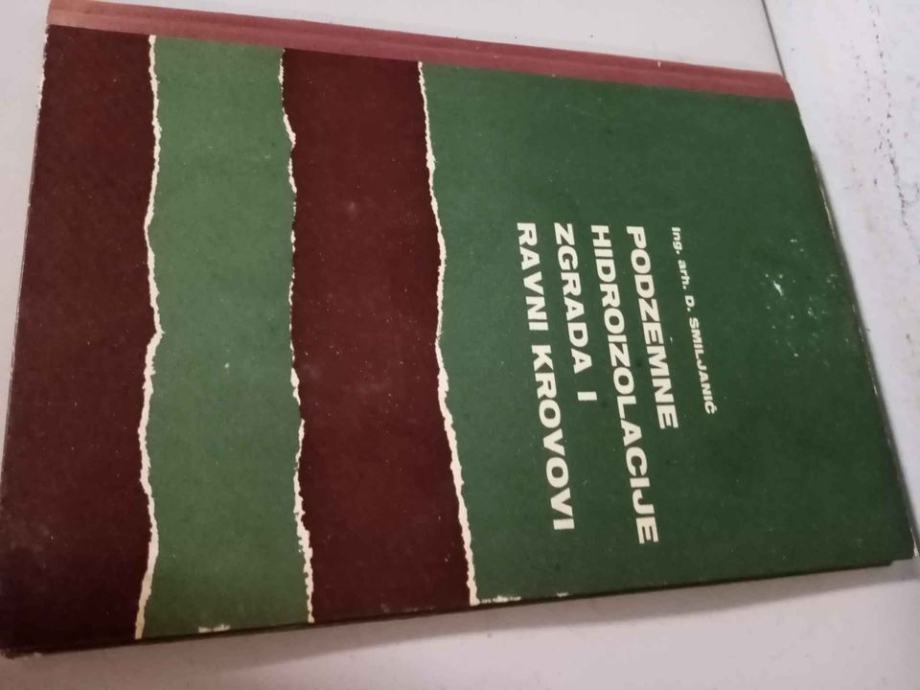 Ing. arh. D. SMILJANIĆ
PODZEMNE
HIDROIZOLACIJE
ZGRADA I
RAVNI KROVOVI